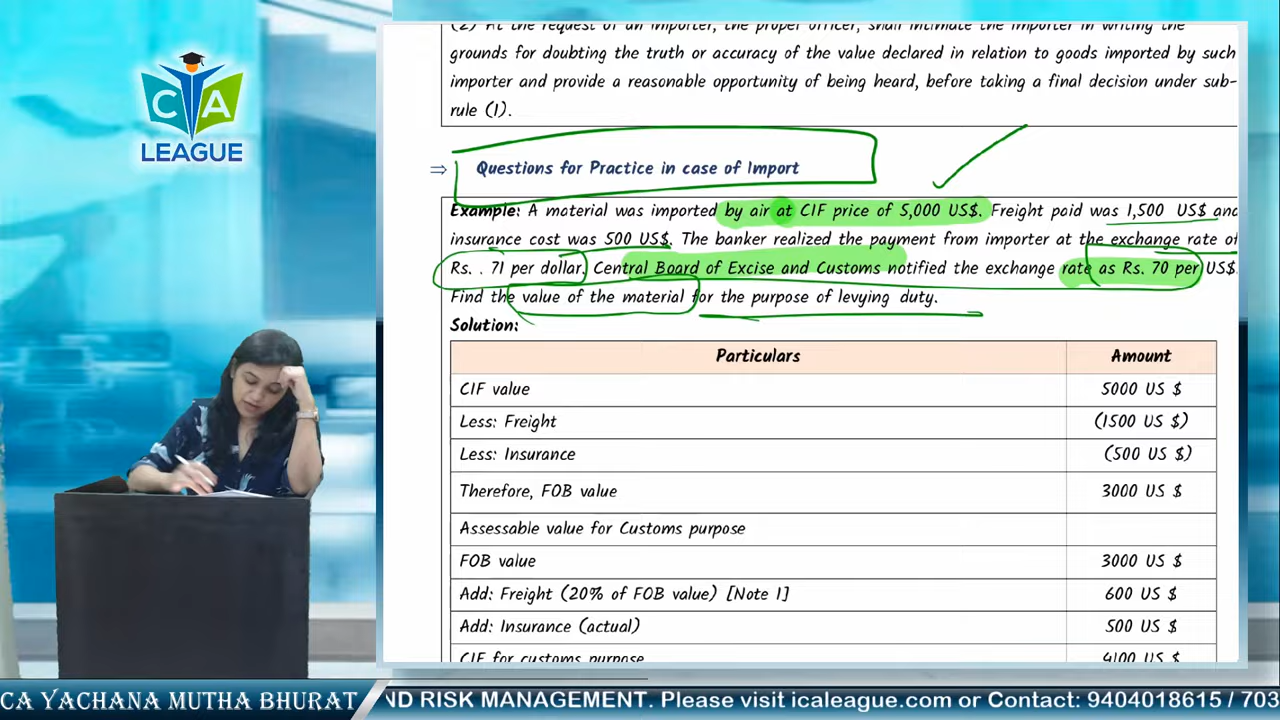 (2) At the request of an importer, the proper officer, shall intimate the importer in writing the
grounds for doubting the truth or accuracy of the value declared in relation to goods imported by such
importer and provide a reasonable opportunity of being heard, before taking a final decision under sub-
rule (1).
⇒ Questions for Practice in case of Import
Example: A material was imported by air at CIF price of 5,000 US$. Freight paid was 1,500 US$ and
insurance cost was 500 US$. The banker realized the payment from importer at the exchange rate of
Rs. . 71 per dollar. Central Board of Excise and Customs notified the exchange rate as Rs. 70 per US$.
Find the value of the material for the purpose of levying duty.
Solution:
Particulars Amount
CIF value 5000 US $
Less: Freight (1500 US $)
Less: Insurance (500 US $)
Therefore, FOB value 3000 US $
Assessable value for Customs purpose
FOB value 3000 US $
Add: Freight (20% of FOB value) [Note 1] 600 US $
Add: Insurance (actual) 500 US $
CIF for customs purpose 4100 US $
C A
LEAGUE
CA YACHANA MUTHA BHURAT
ND RISK MANAGEMENT. Please visit icaleague.com or Contact: 9404018615 / 703